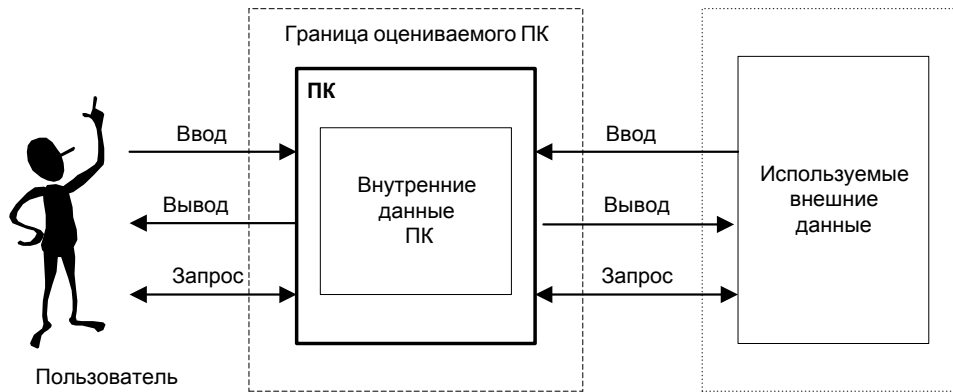 Граница оцениваемого ПК
ПК
Ввод
Вывод
Запрос
Внутренние
данные
ПК
Ввод
Вывод
Запрос
Используемые
внешние
данные
Пользователь